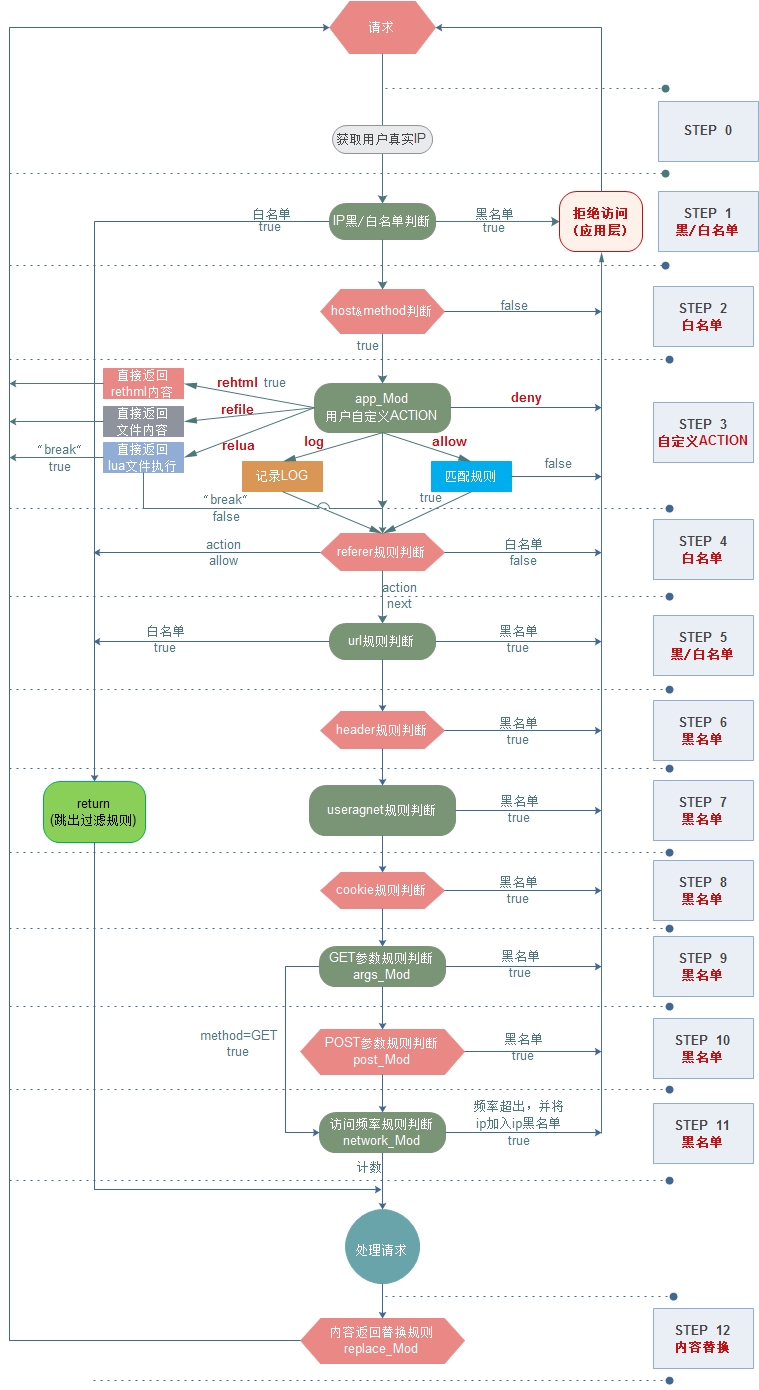 请求
STEP 0
获取用户真实IP
白名单
true
IP黑/白名单判断
黑名单
true
拒绝访问
（应用层）
STEP 1
黑/白名单
host&method判断
false
true
STEP 2
白名单
直接返回
rethml内容
rehtml true
app_Mod
用户自定义ACTION
deny
直接返回
文件内容
refile
"break"
true
直接返回
lua文件执行
relua
log
allow
STEP 3
自定义ACTION
记录LOG
匹配规则
false
true
"break"
false
action
allow
referer规则判断
白名单
false
STEP 4
白名单
action
next
白名单
true
url规则判断
黑名单
true
STEP 5
黑/白名单
header规则判断
黑名单
true
STEP 6
黑名单
return
(跳出过滤规则)
useragnet规则判断
黑名单
true
STEP 7
黑名单
cookie规则判断
黑名单
true
STEP 8
黑名单
GET参数规则判断
args_Mod
黑名单
true
STEP 9
黑名单
method=GET
true
POST参数规则判断
post_Mod
黑名单
true
STEP 10
黑名单
访问频率规则判断
network_Mod
频率超出，并将
ip加入ip黑名单
true
STEP 11
黑名单
计数
处理请求
内容返回替换规则
replace_Mod
STEP 12
内容替换